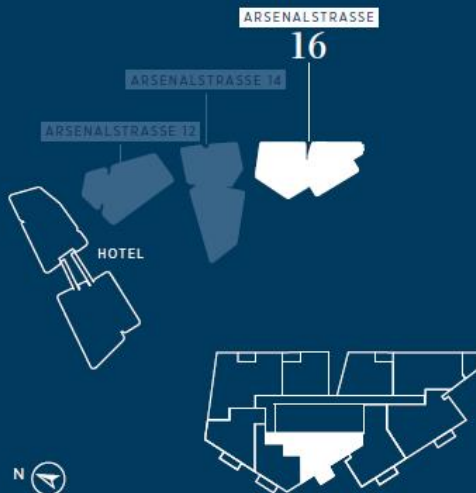 ARSENALSTRASSE
16
ARSENALSTRASSE 14
ARSENALSTRASSE 12
HOTEL
N